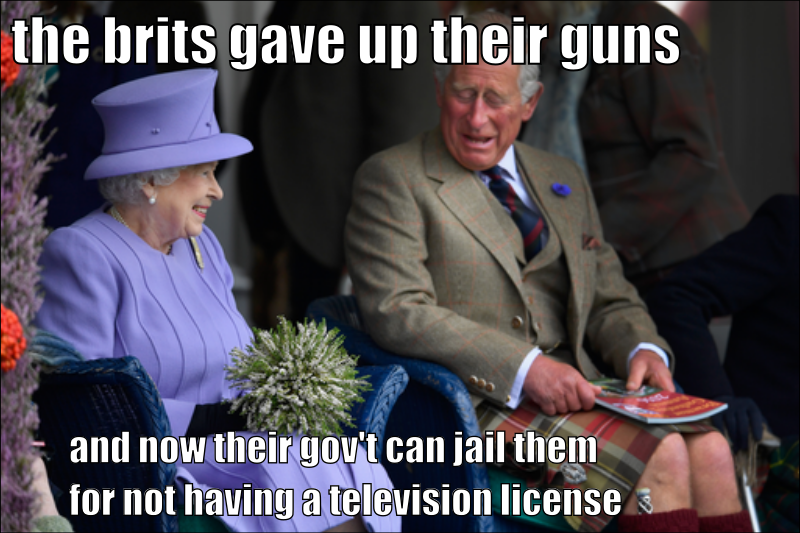 the brits gave up their guns
and now their gov't can jail them
for not having a television license